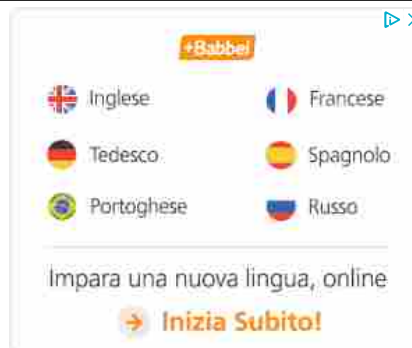 +Babbel
Inglese Francese
Tedesco Spagnolo
Portoghese Russo
Impara una nuova lingua, online
Inizia Subito!